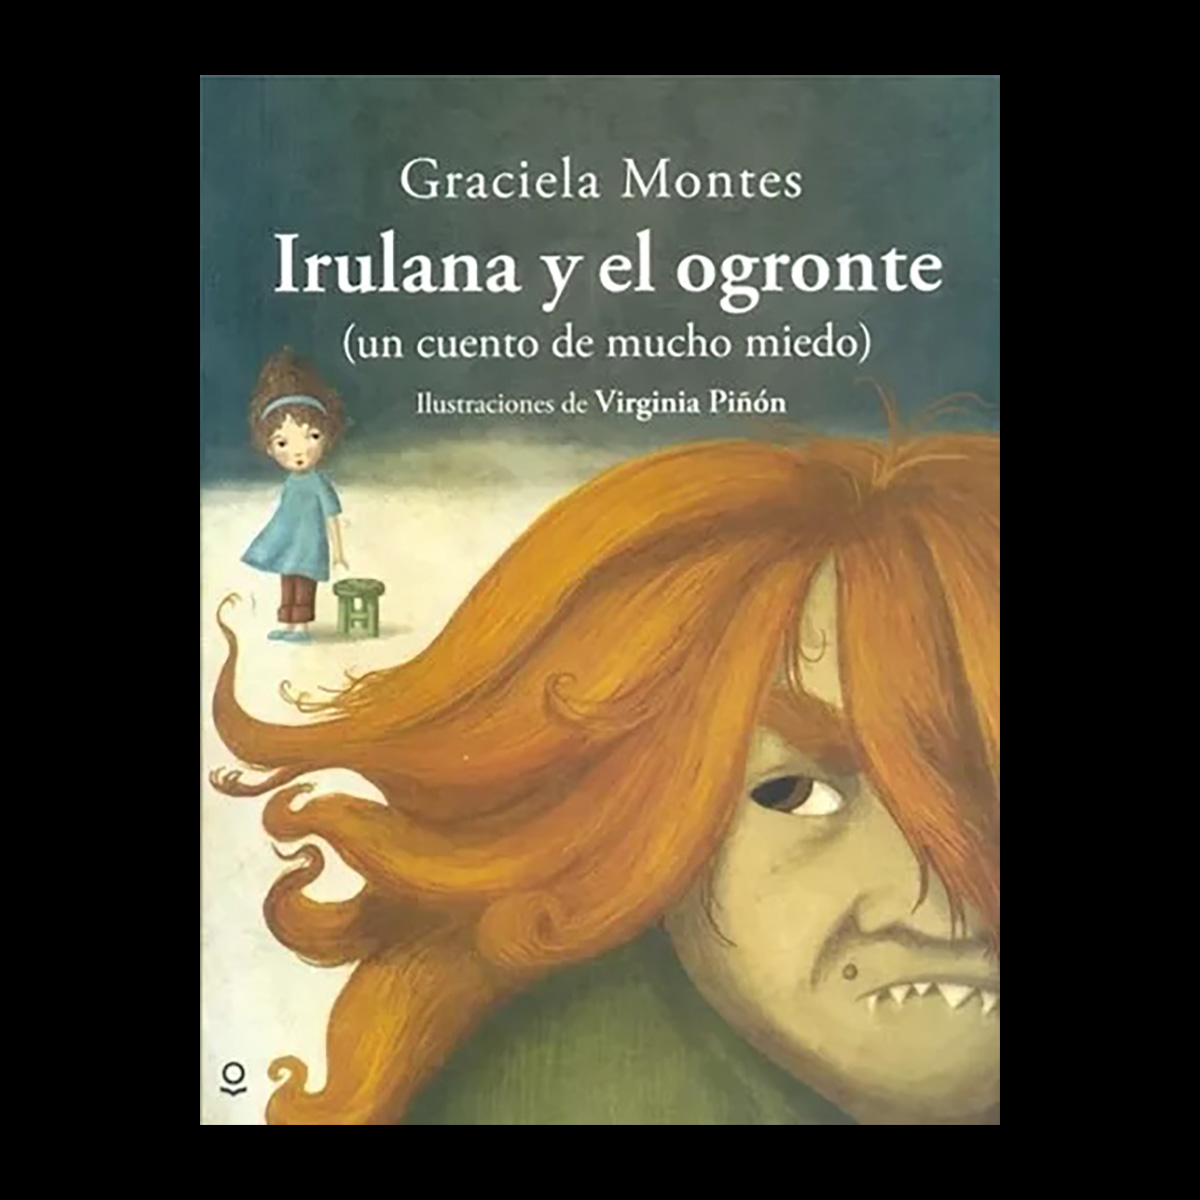 Graciela Montes
Irulana y el ogronte
(un cuento de mucho miedo)
Ilustraciones de Virginia Piñón